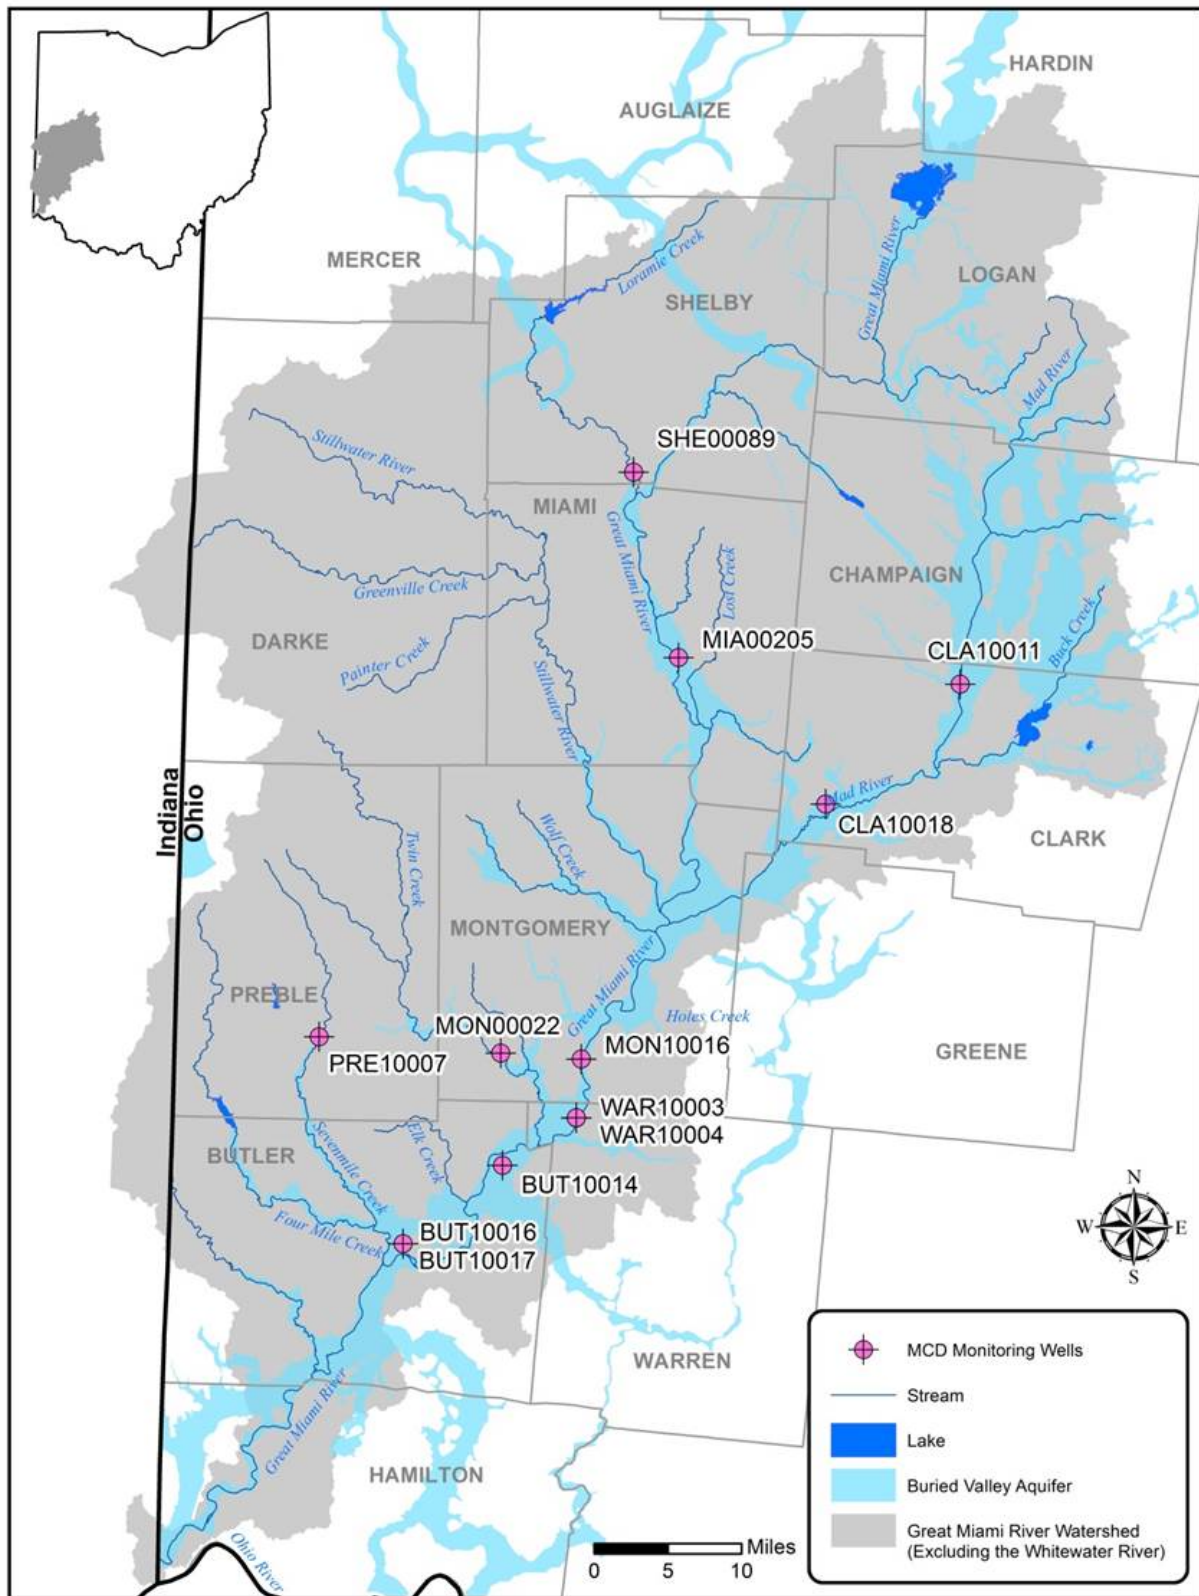 HARDIN
AUGLAIZE
MERCER
Loramie Creek
SHELBY
Great Miami River
LOGAN
Mad River
SHE00089
Stillwater River
MIAMI
Great Miami River
Lost Creek
CHAMPAIGN
Greenville Creek
DARKE
Painter Creek
MIA00205
CLA10011
Buck Creek
Stillwater River
Indiana
Ohio
Mad River
CLA10018
CLARK
Twin Creek
Wolf Creek
MONTGOMERY
PREBLE
Great Miami River
Holes Creek
MON00022
MON10016
GREENE
PRE10007
WAR10003
WAR10004
BUTLER
Sevenmile Creek
Elk Creek
BUT10014
Four Mile Creek
BUT10016
BUT10017
N
W
E
S
WARREN
Great Miami River
HAMILTON
Ohio River
MCD Monitoring Wells
Stream
Lake
Buried Valley Aquifer
Great Miami River Watershed
(Excluding the Whitewater River)
Miles
0 5 10